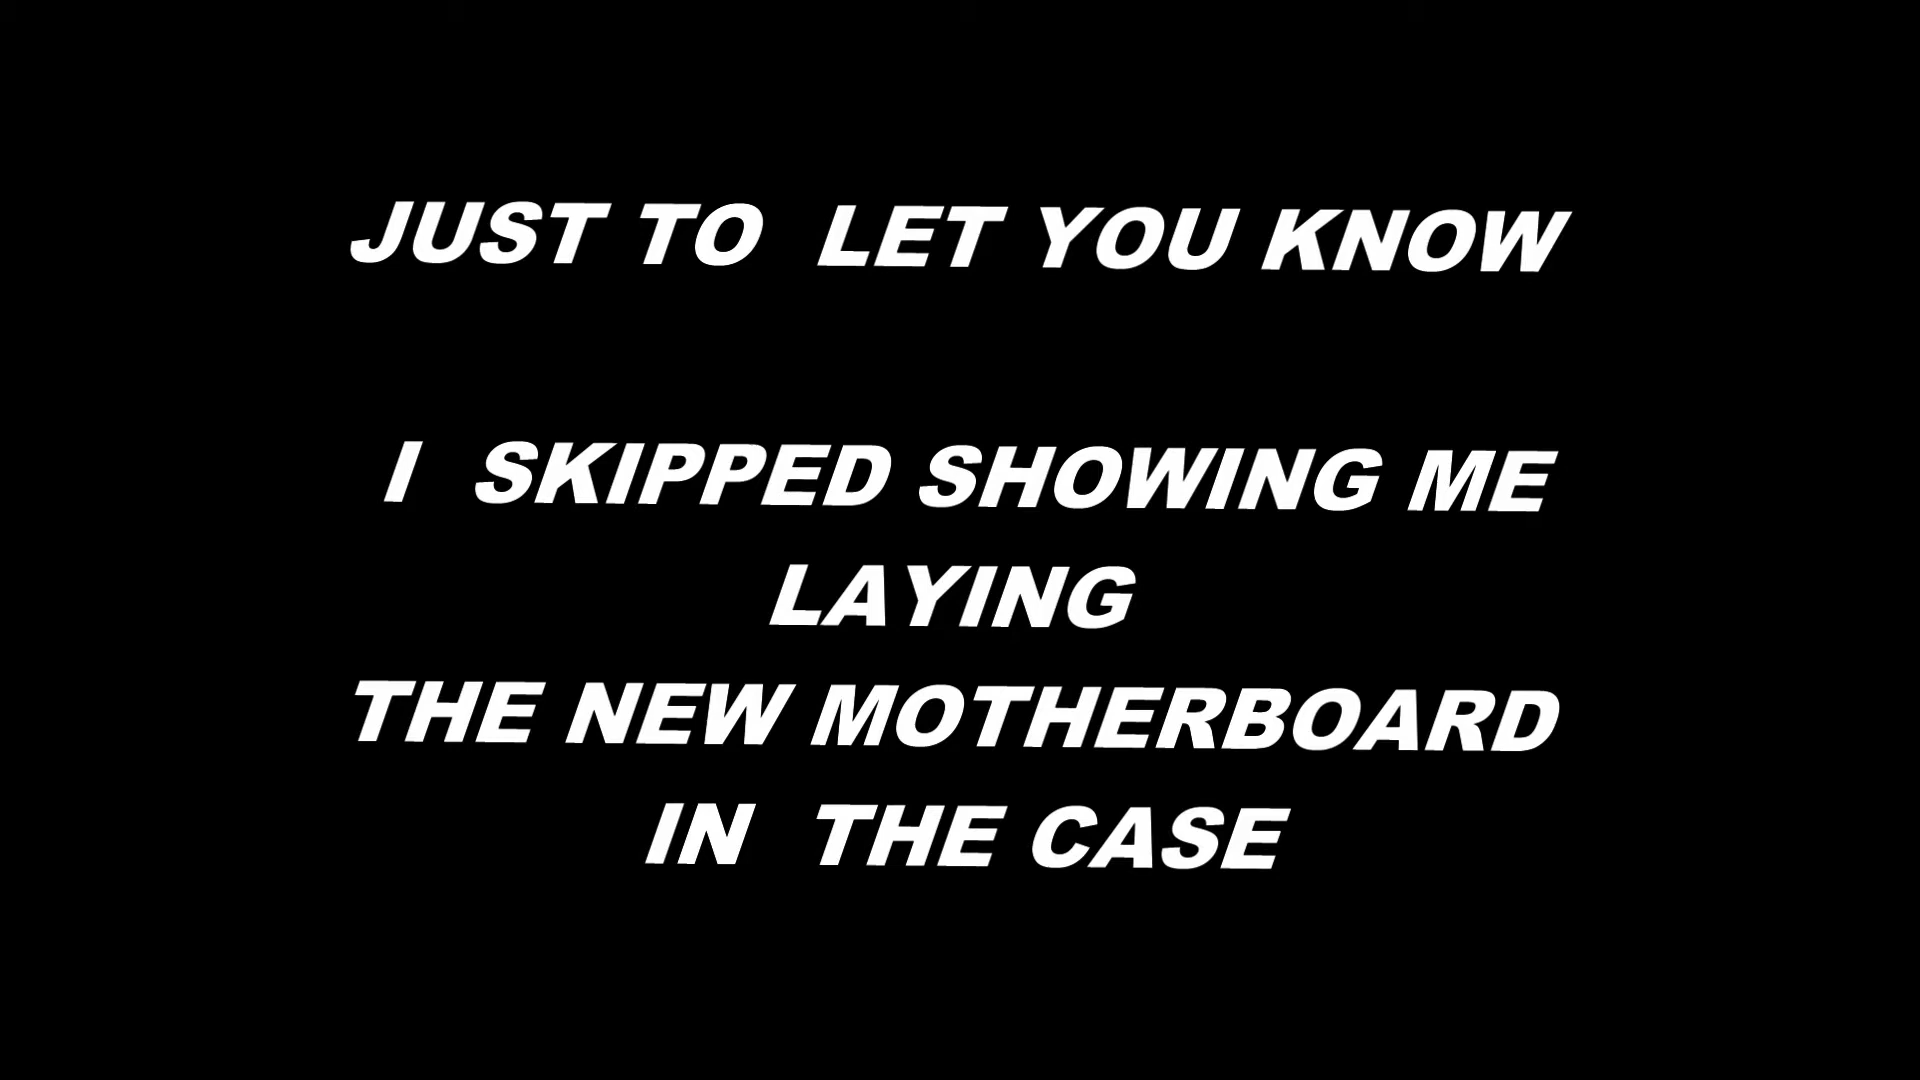 JUST TO LET YOU KNOW
I SKIPPED SHOWING ME
LAYING
THE NEW MOTHERBOARD
IN THE CASE